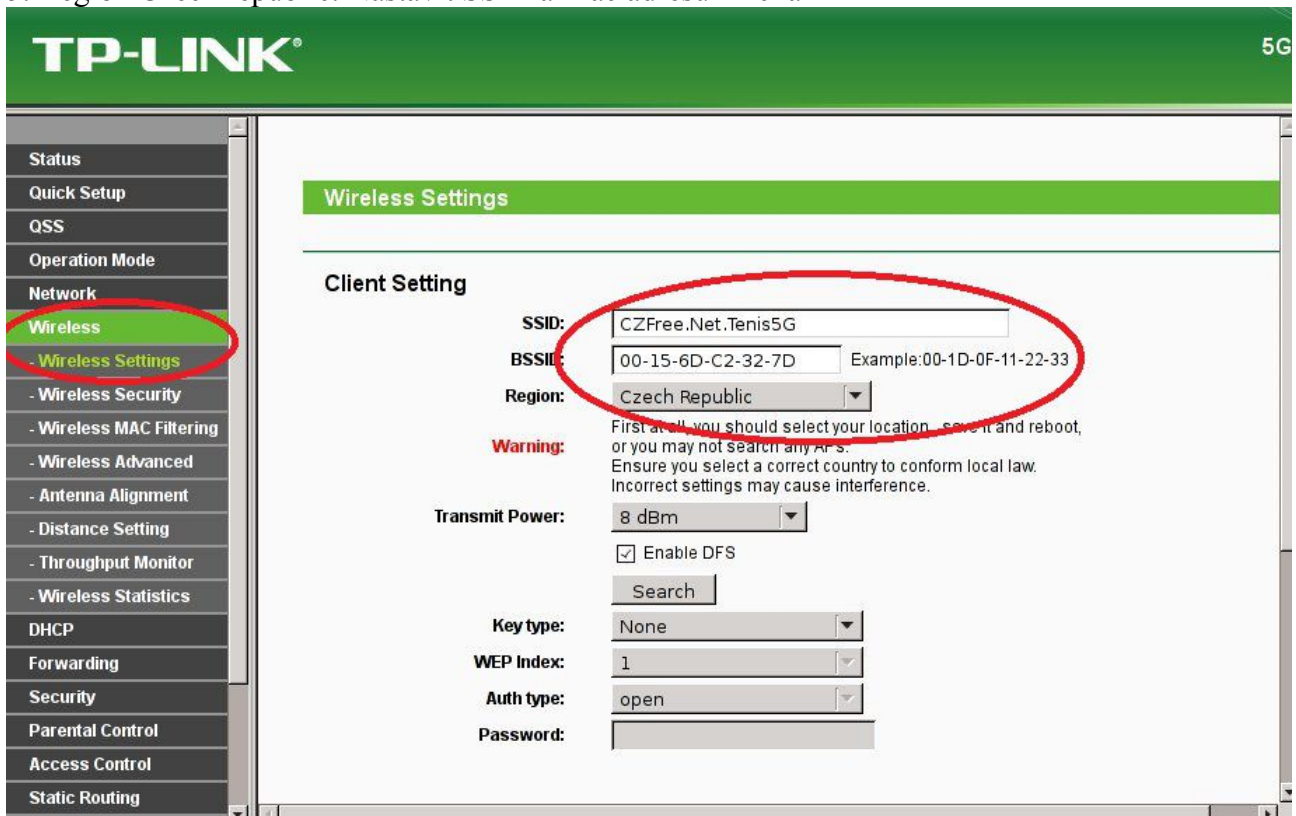 TP-LINK®
5G
Status
Quick Setup
QSS
Operation Mode
Network
Wireless
- Wireless Settings
- Wireless Security
- Wireless MAC Filtering
- Wireless Advanced
- Antenna Alignment
- Distance Setting
- Throughput Monitor
- Wireless Statistics
DHCP
Forwarding
Security
Parental Control
Access Control
Static Routing
Wireless Settings
Client Setting
SSID: CZFree.Net.Tenis5G
BSSID: 00-15-6D-C2-32-7D Example:00-1D-0F-11-22-33
Region: Czech Republic
Warning: First at all, you should select your location, save it and reboot,
or you may not search any APs.
Ensure you select a correct country to conform local law.
Incorrect settings may cause interference.
Transmit Power: 8 dBm
Enable DFS
Search
Key type: None
WEP Index: 1
Auth type: open
Password: